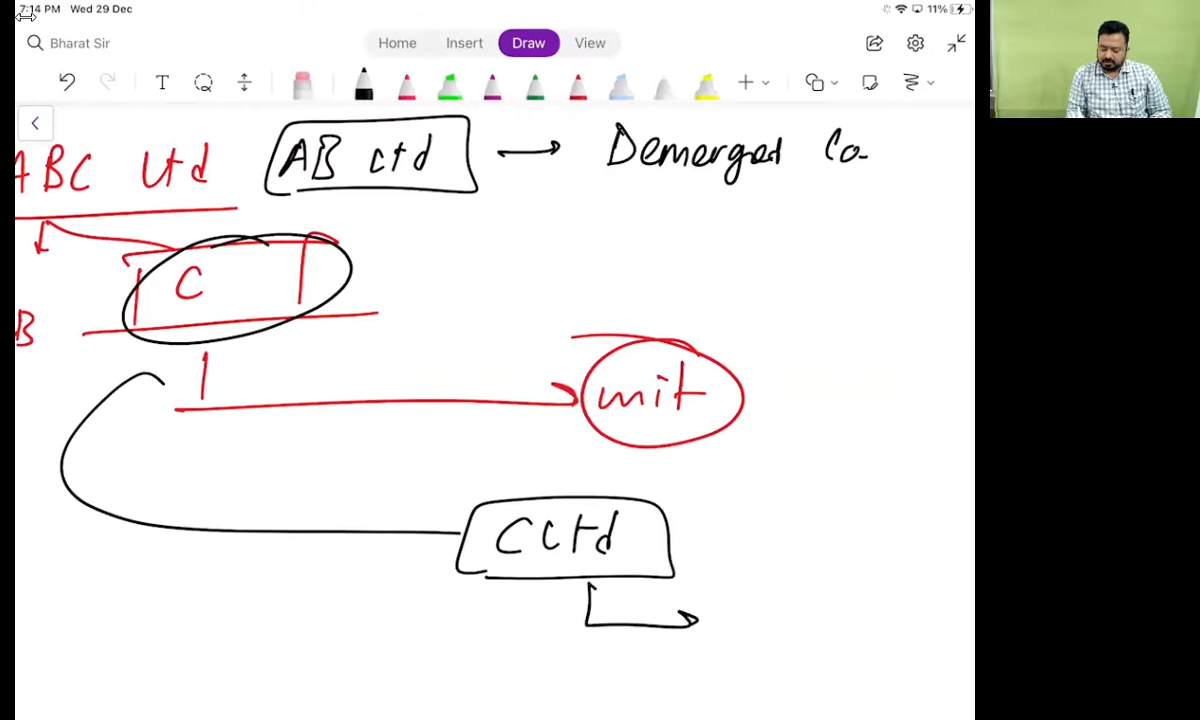 7:14 PM Wed 29 Dec 11%
Bharat Sir Home Insert Draw View
T
ABC Ltd AB Ltd → Demerged Co
C
B
unit
C Ltd